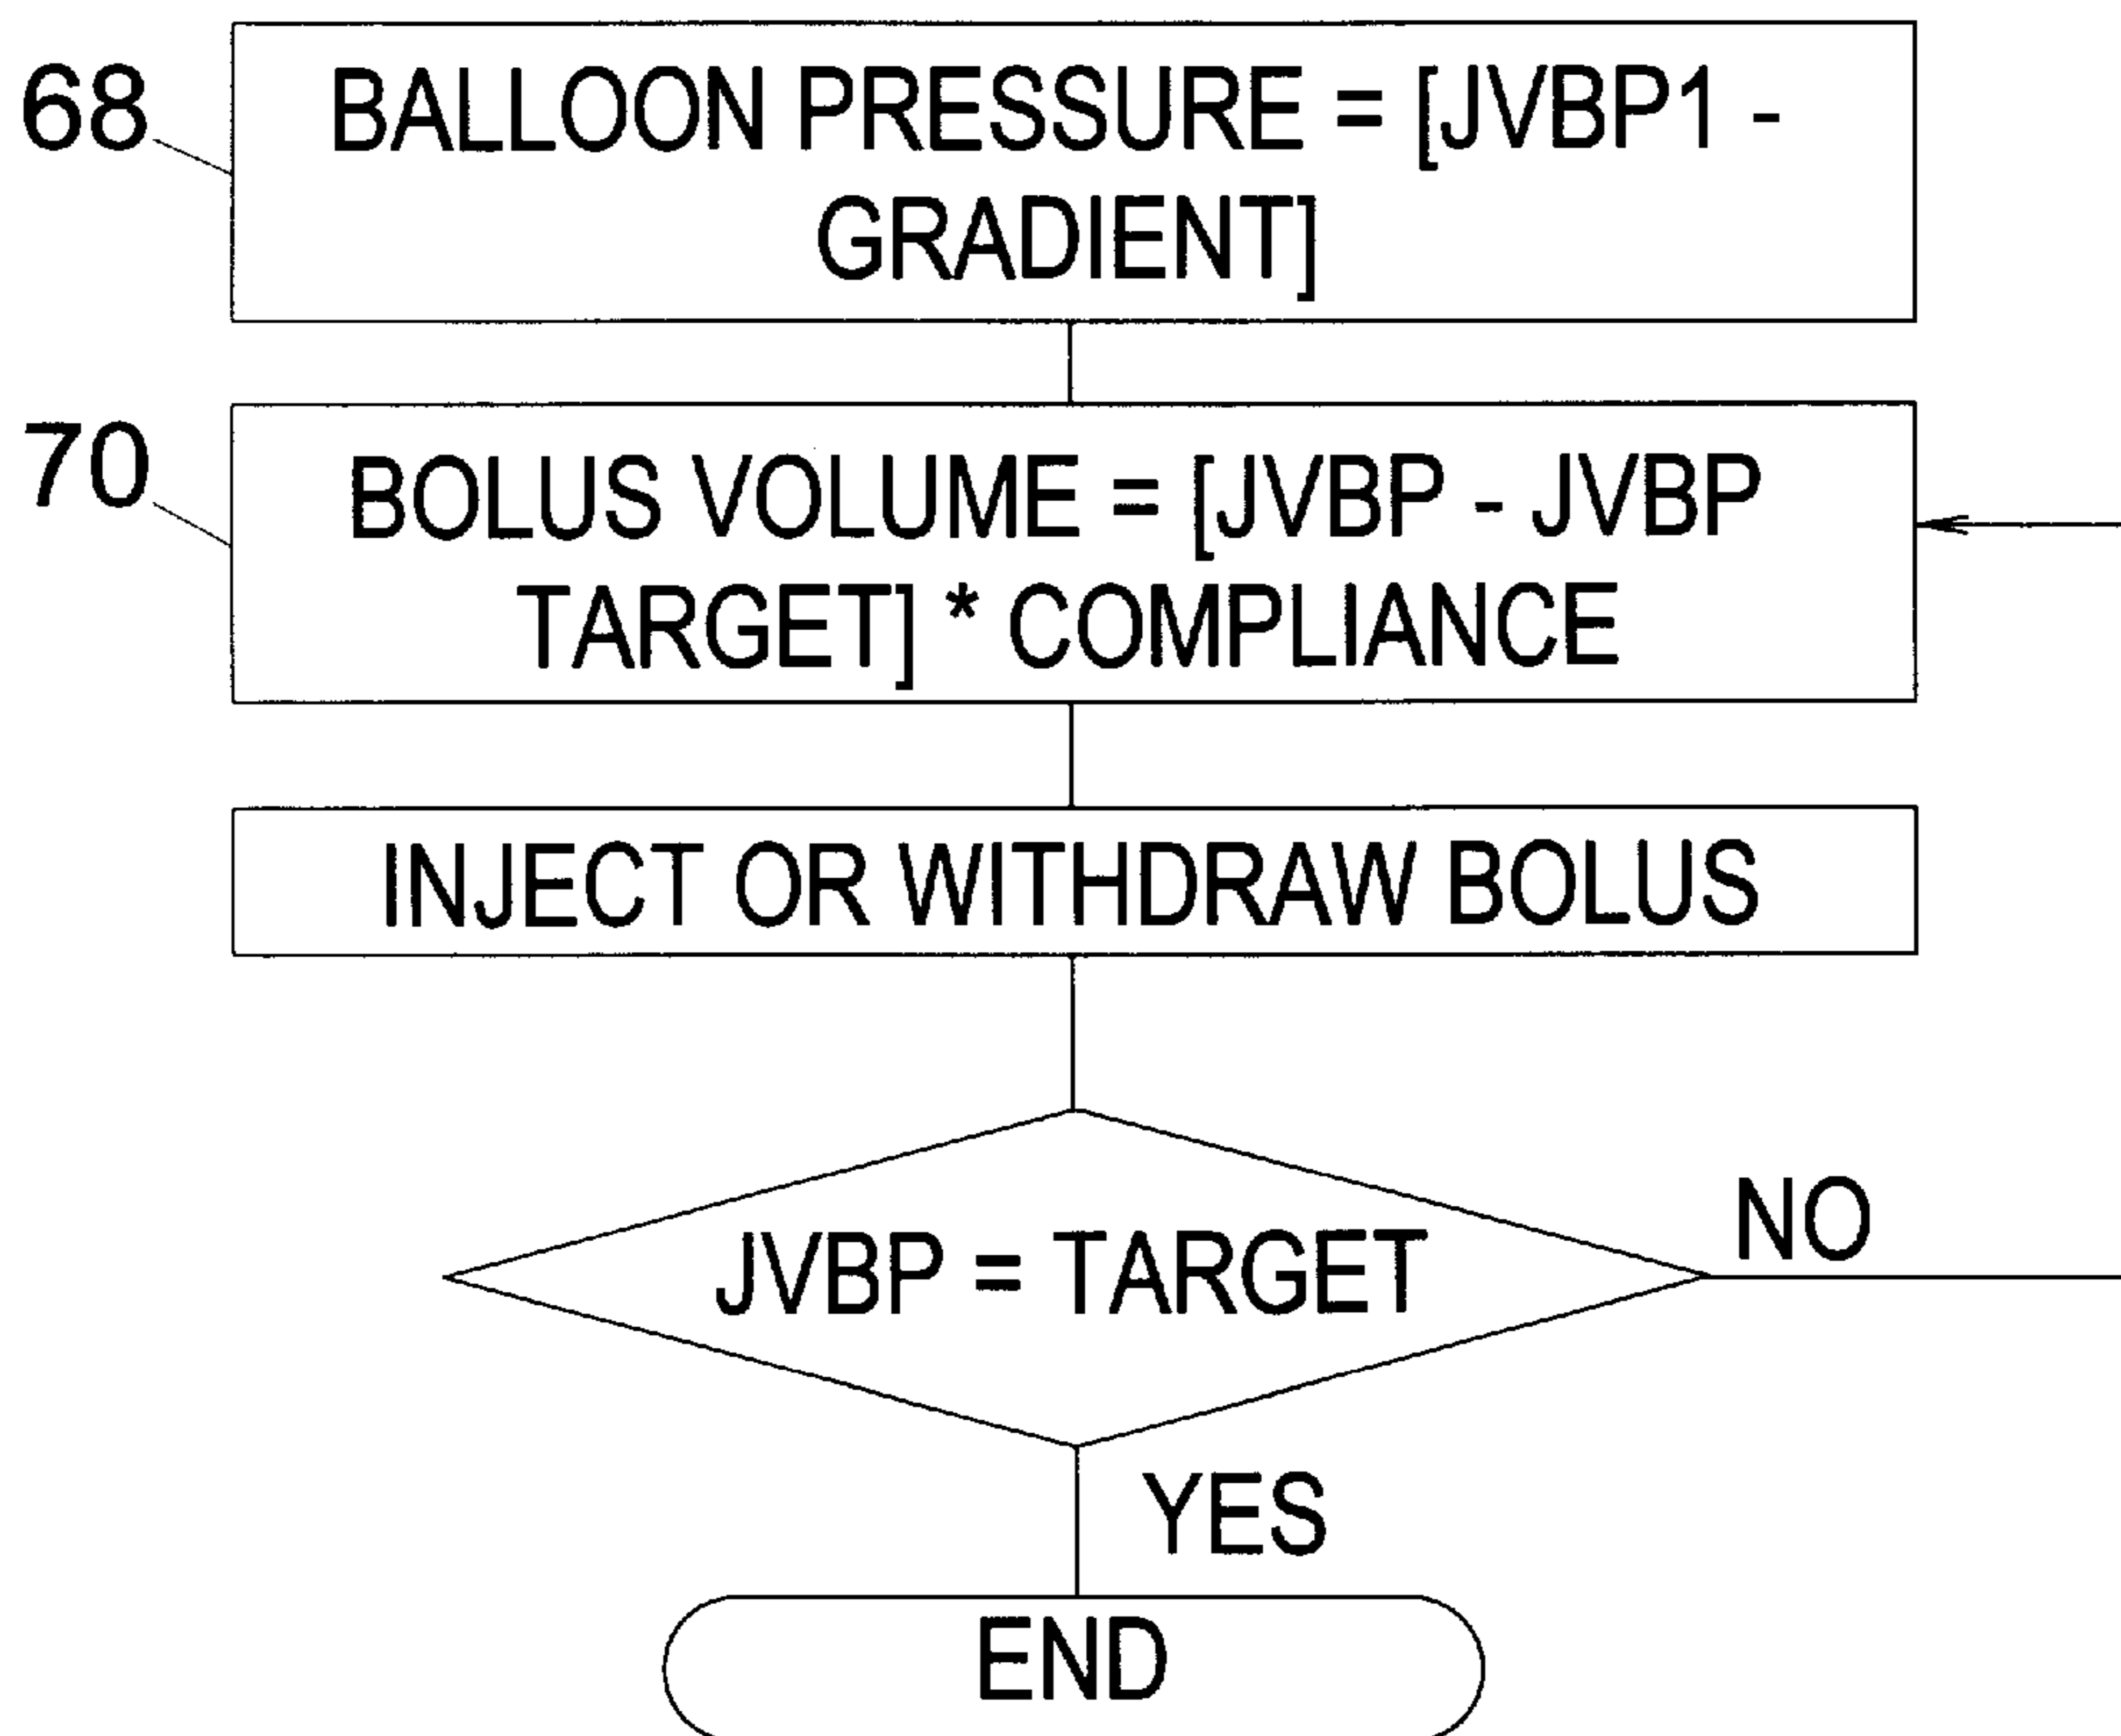 68
BALLOON PRESSURE = [JVBP1 -
GRADIENT]
70
BOLUS VOLUME = [JVBP - JVBP
TARGET] * COMPLIANCE
INJECT OR WITHDRAW BOLUS
JVBP = TARGET
NO
YES
END